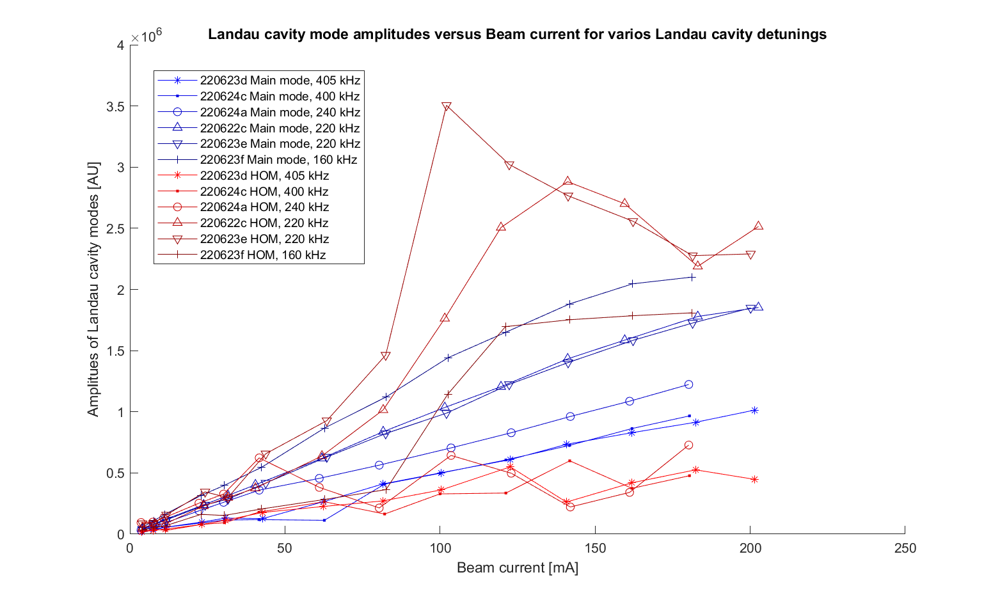 Landau cavity mode amplitudes versus Beam current for varios Landau cavity detunings
×10^6
4
3.5
3
2.5
2
1.5
1
0.5
0
Amplitues of Landau cavity modes [AU]
220623d Main mode, 405 kHz
220624c Main mode, 400 kHz
220624a Main mode, 240 kHz
220622c Main mode, 220 kHz
220623e Main mode, 220 kHz
220623f Main mode, 160 kHz
220623d HOM, 405 kHz
220624c HOM, 400 kHz
220624a HOM, 240 kHz
220622c HOM, 220 kHz
220623e HOM, 220 kHz
220623f HOM, 160 kHz
0 50 100 150 200 250
Beam current [mA]